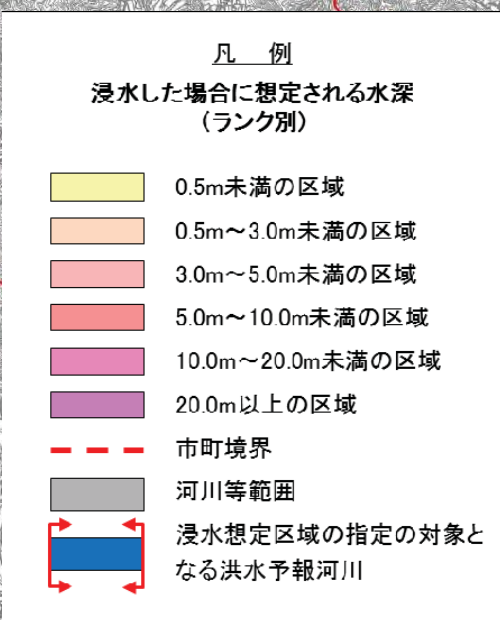 凡　例
浸水した場合に想定される水深
（ランク別）
0.5m未満の区域
0.5m～3.0m未満の区域
3.0m～5.0m未満の区域
5.0m～10.0m未満の区域
10.0m～20.0m未満の区域
20.0m以上の区域
市町境界
河川等範囲
浸水想定区域の指定の対象と
なる洪水予報河川